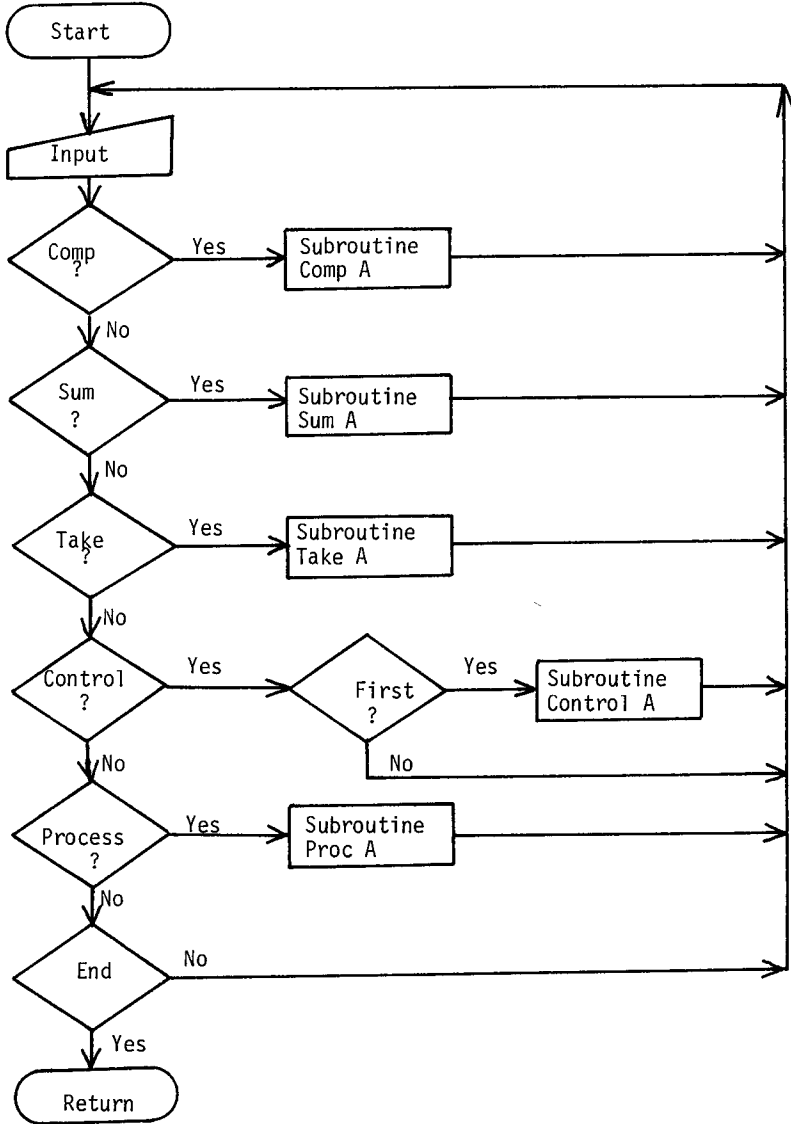 Start
Input
Comp
?
Yes
Subroutine
Comp A
No
Sum
?
Yes
Subroutine
Sum A
No
Take
?
Yes
Subroutine
Take A
No
Control
?
Yes
First
?
Yes
Subroutine
Control A
No
No
Process
?
Yes
Subroutine
Proc A
No
End
No
Yes
Return